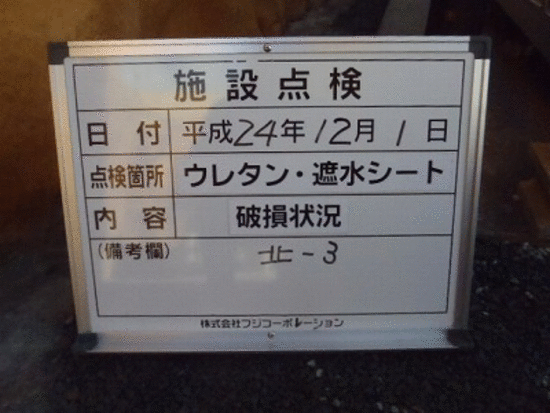 施設点検
日付 平成24年12月1日
点検箇所 ウレタン・遮水シート
内容 破損状況
(備考欄) 北-3
株式会社フジコーポレーション